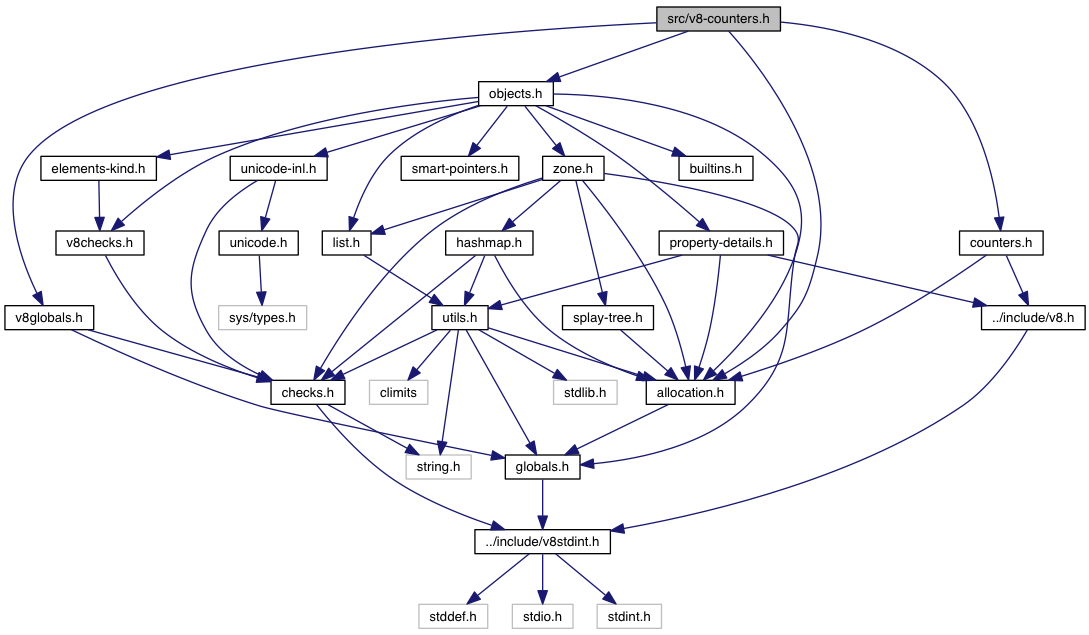 src/v8-counters.h
objects.h
elements-kind.h
unicode-inl.h
smart-pointers.h
zone.h
builtins.h
v8checks.h
unicode.h
list.h
hashmap.h
property-details.h
counters.h
v8globals.h
sys/types.h
utils.h
splay-tree.h
../include/v8.h
checks.h
climits
stdlib.h
allocation.h
string.h
globals.h
../include/v8stdint.h
stddef.h
stdio.h
stdint.h